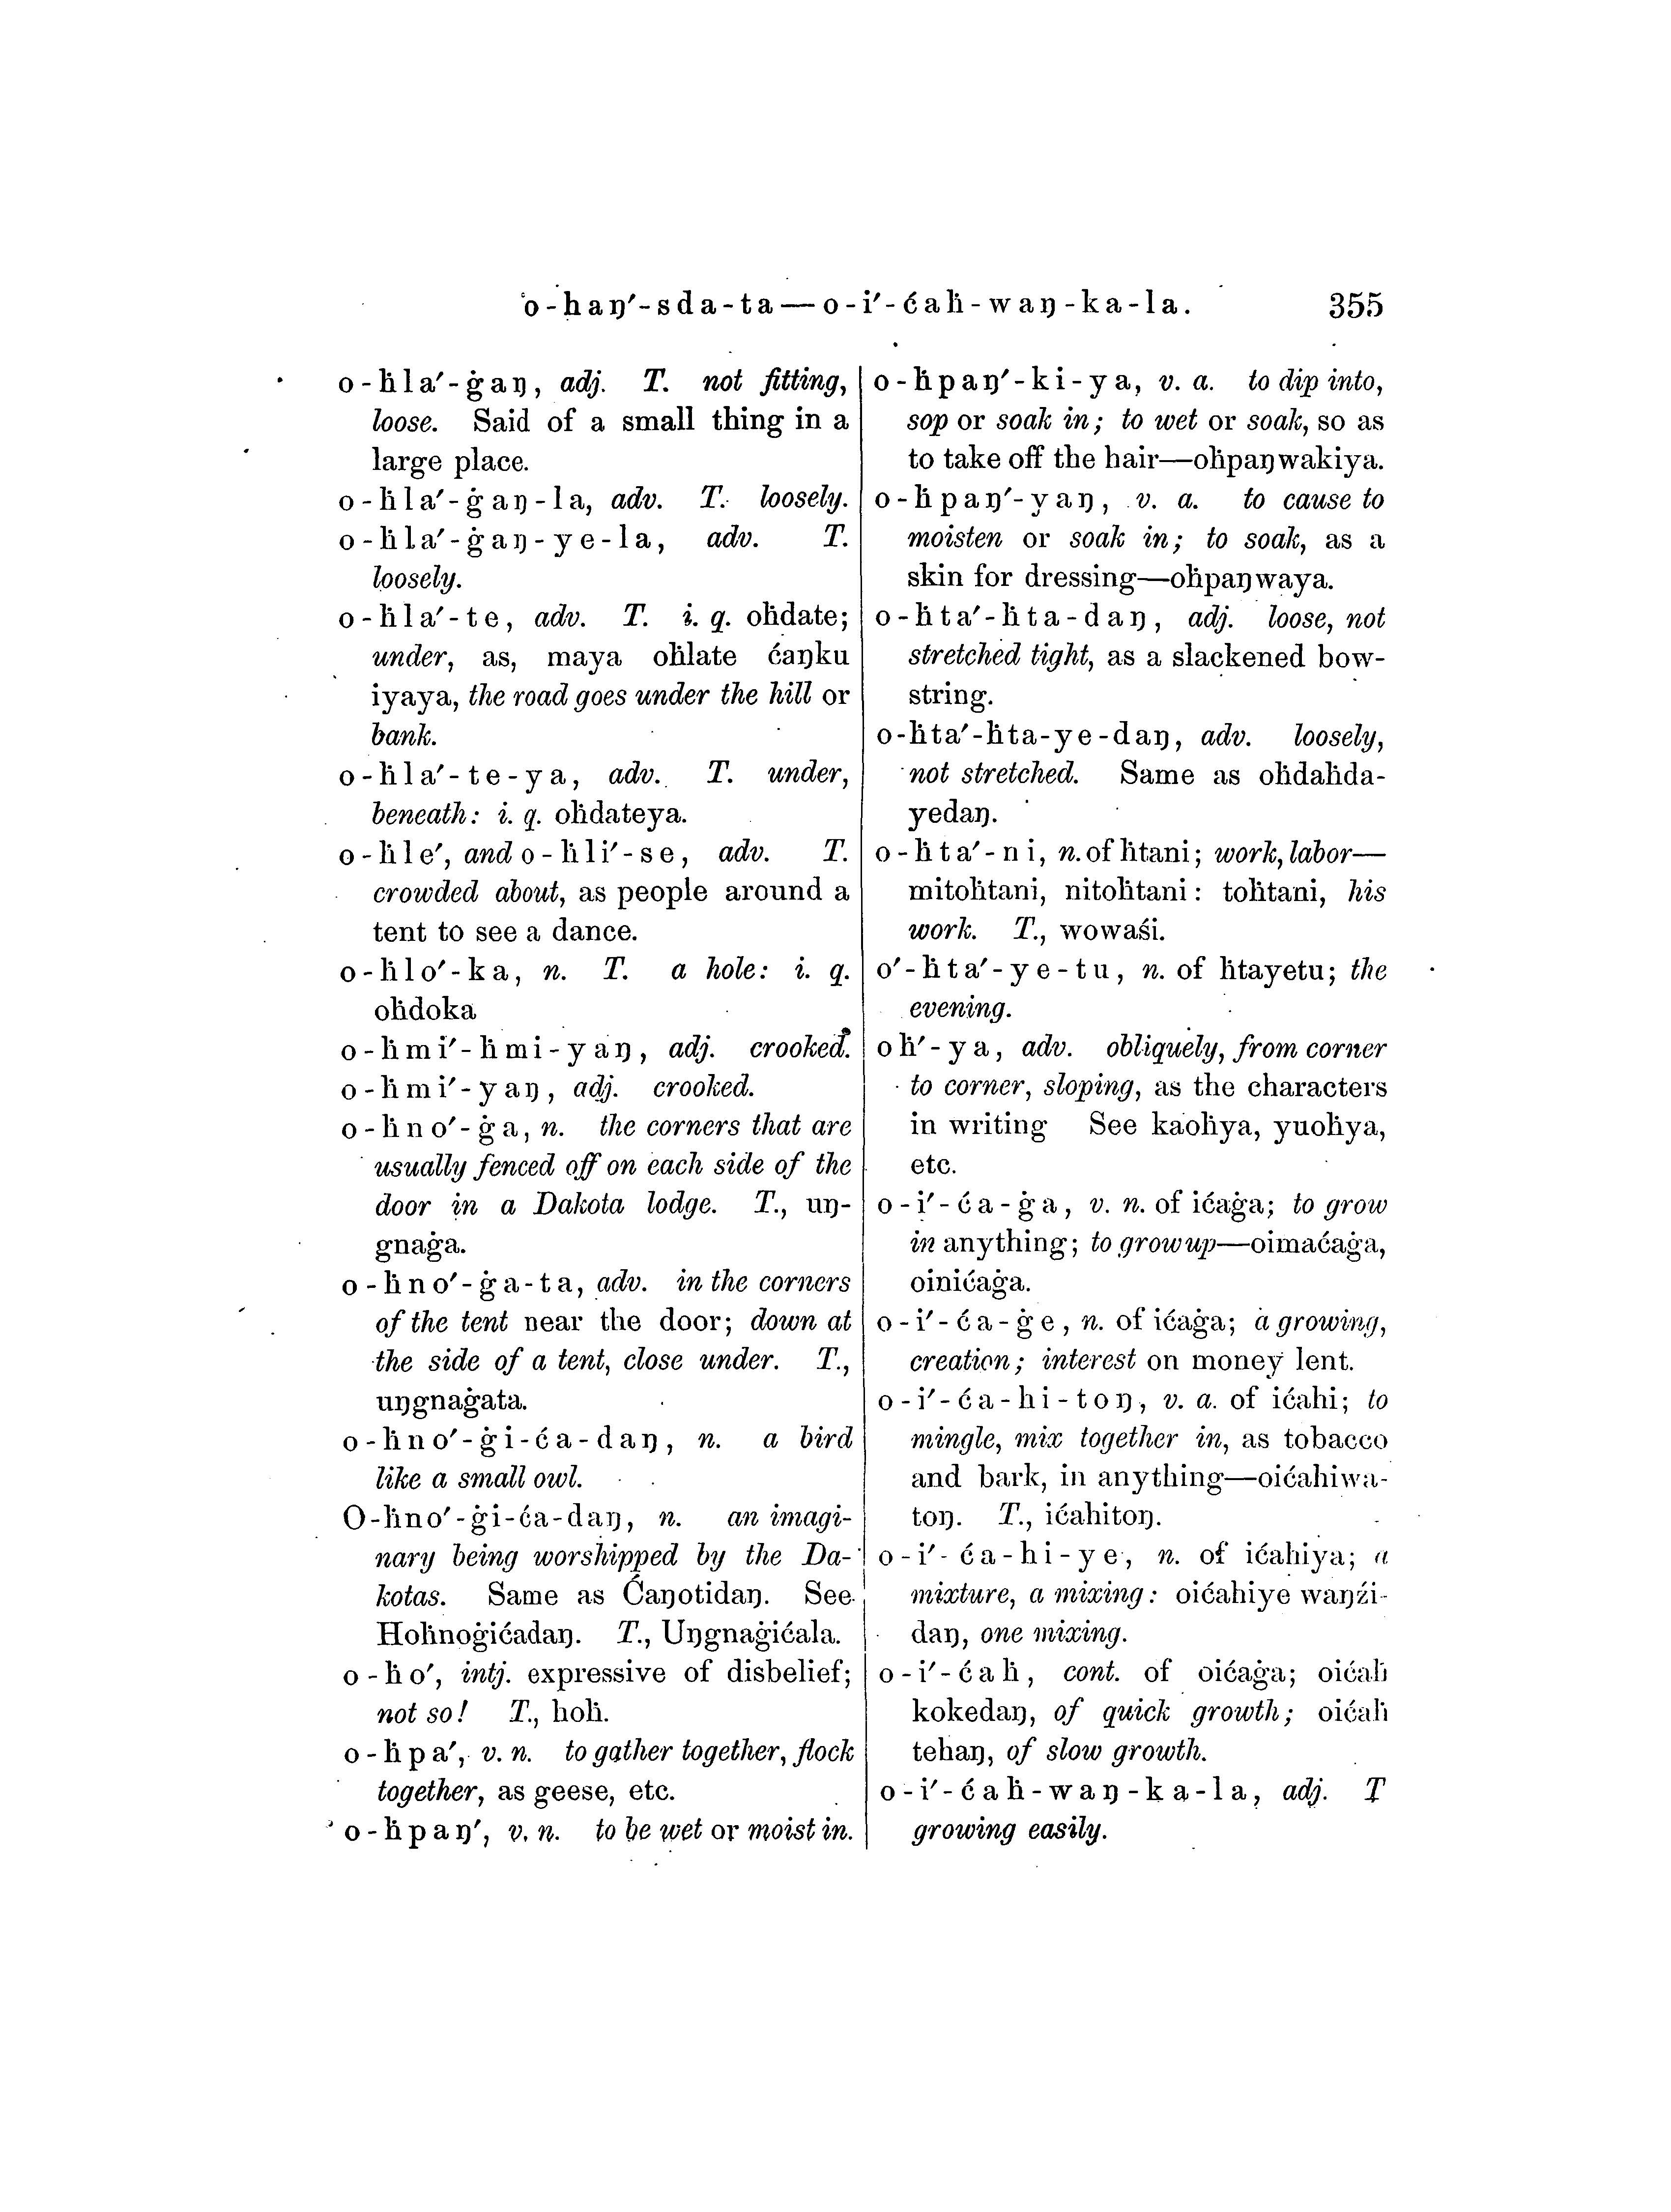 o-haŋ′-sda-ta—o-i′-ćaḣ-waŋ-ka-la. 355
o-ḣla′-ġaŋ, adj. T. not fitting,
loose. Said of a small thing in a
large place.
o-ḣla′-ġaŋ-la, adv. T. loosely.
o-ḣla′-ġaŋ-ye-la, adv. T.
loosely.
o-ḣla′-te, adv. T. i. q. oḣdate;
under, as, maya oḣlate ćaŋku
iyaya, the road goes under the hill or
bank.
o-ḣla′-te-ya, adv. T. under,
beneath: i. q. oḣdateya.
o-ḣle′, and o-ḣli′-se, adv. T.
crowded about, as people around a
tent to see a dance.
o-ḣlo′-ka, n. T. a hole: i. q.
oḣdoka
o-ḣmi′-ḣmi-yaŋ, adj. crooked.
o-ḣmi′-yaŋ, adj. crooked.
o-ḣno′-ġa, n. the corners that are
usually fenced off on each side of the
door in a Dakota lodge. T., uŋ-
gnaġa.
o-ḣno′-ġa-ta, adv. in the corners
of the tent near the door; down at
the side of a tent, close under. T.,
uŋgnaġata.
o-ḣno′-ġi-ća-daŋ, n. a bird
like a small owl.
O-ḣno′-ġi-ća-daŋ, n. an imagi-
nary being worshipped by the Da-
kotas. Same as Ćaŋotidaŋ. See
Hoḣnoġićadaŋ. T., Uŋgnaġićala.
o-ho′, intj. expressive of disbelief;
not so! T., hoḣ.
o-ḣpa′, v. n. to gather together, flock
together, as geese, etc.
o-ḣpaŋ′, v. n. to be wet or moist in.
o-ḣpaŋ′-ki-ya, v. a. to dip into,
sop or soak in; to wet or soak, so as
to take off the hair—oḣpaŋwakiya.
o-ḣpaŋ′-yaŋ, v. a. to cause to
moisten or soak in; to soak, as a
skin for dressing—oḣpaŋwaya.
o-ḣta′-ḣta-daŋ, adj. loose, not
stretched tight, as a slackened bow-
string.
o-ḣta′-ḣta-ye-daŋ, adv. loosely,
not stretched. Same as oḣdaḣda-
yedaŋ.
o-ḣta′-ni, n. of ḣtani; work, labor—
mitoḣtani, nitoḣtani: toḣtani, his
work. T., wowaśi.
o′-ḣta′-ye-tu, n. of ḣtayetu; the
evening.
oḣ′-ya, adv. obliquely, from corner
to corner, sloping, as the characters
in writing See kaoḣya, yuoḣya,
etc.
o-i′-ća-ġa, v. n. of ićaġa; to grow
in anything; to grow up—oimaćaġa,
oinićaġa.
o-i′-ća-ġe, n. of ićaġa; a growing,
creation; interest on money lent.
o-i′-ća-hi-toŋ, v. a. of ićahi; to
mingle, mix together in, as tobacco
and bark, in anything—oićahiwa-
toŋ. T., ićahitoŋ.
o-i′-ća-hi-ye, n. of ićahiya; a
mixture, a mixing: oićahiye waŋźi-
daŋ, one mixing.
o-i′-ćaḣ, cont. of oićaġa; oićaḣ
kokedaŋ, of quick growth; oićaḣ
tehaŋ, of slow growth.
o-i′-ćaḣ-waŋ-ka-la, adj. T
growing easily.